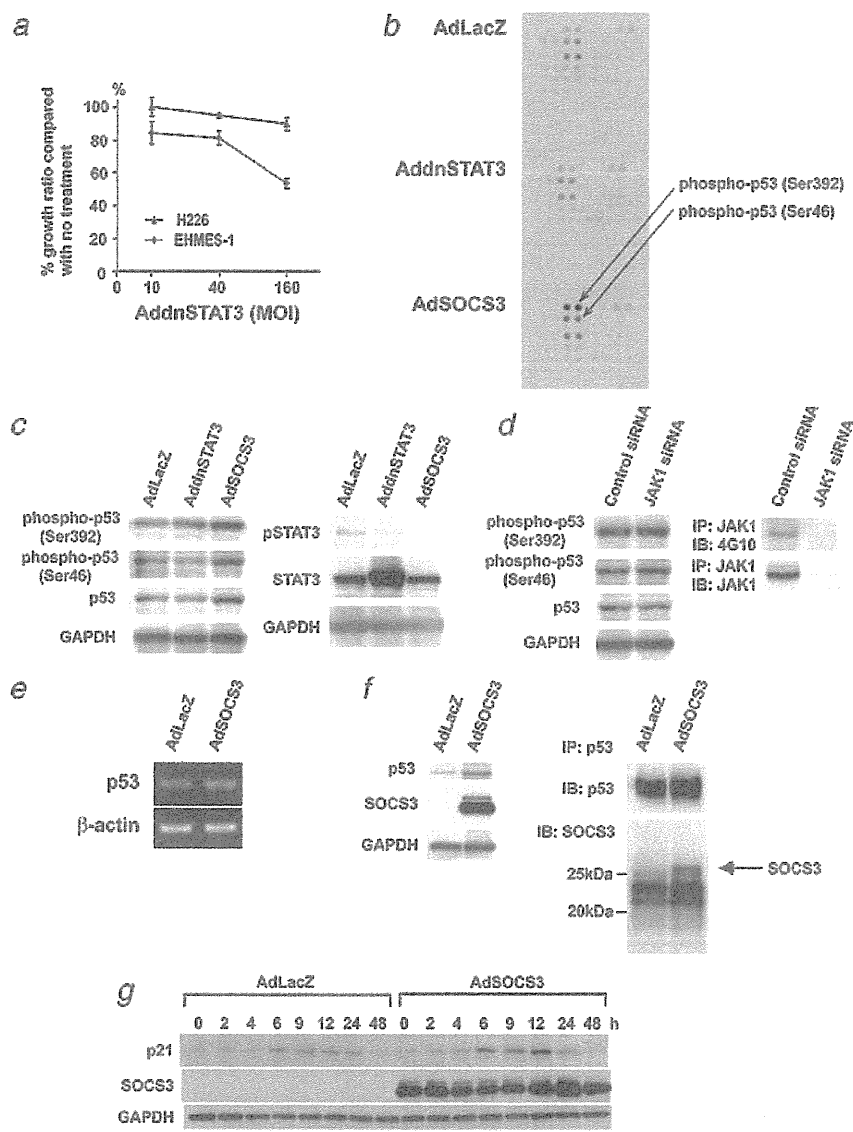 a
%
100
80
60
40
20
0
% growth ratio compared
with no treatment
H226
EHMES-1
0 10 40 160
AddnSTAT3 (MOI)
b
AdLacZ
AddnSTAT3
AdSOCS3
phospho-p53 (Ser392)
phospho-p53 (Ser46)
c
AdLacZ
AddnSTAT3
AdSOCS3
phospho-p53
(Ser392)
phospho-p53
(Ser46)
p53
GAPDH
AdLacZ
AddnSTAT3
AdSOCS3
pSTAT3
STAT3
GAPDH
d
Control siRNA
JAK1 siRNA
phospho-p53
(Ser392)
phospho-p53
(Ser46)
p53
GAPDH
Control siRNA
JAK1 siRNA
IP: JAK1
IB: 4G10
IP: JAK1
IB: JAK1
e
AdLacZ
AdSOCS3
p53
β-actin
f
AdLacZ
AdSOCS3
p53
SOCS3
GAPDH
AdLacZ
AdSOCS3
IP: p53
IB: p53
IB: SOCS3
25kDa
20kDa
SOCS3
g
AdLacZ AdSOCS3
0 2 4 6 9 12 24 48 0 2 4 6 9 12 24 48 h
p21
SOCS3
GAPDH